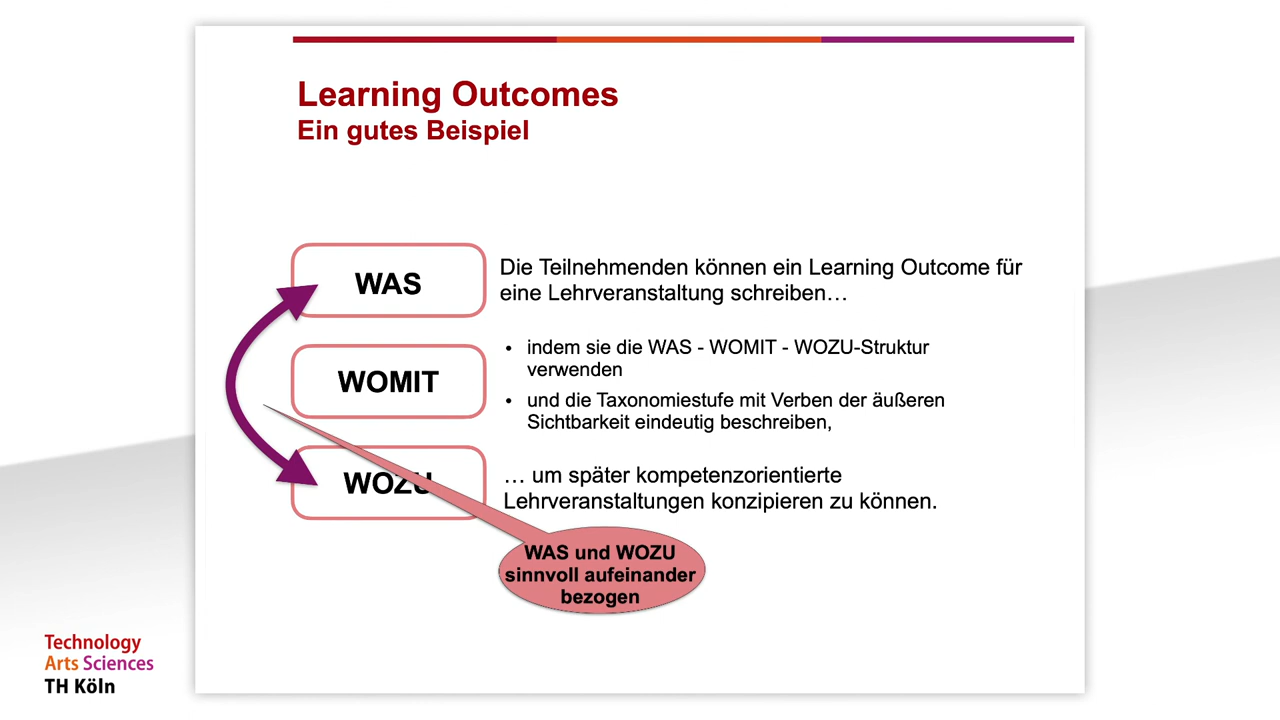 Learning Outcomes
Ein gutes Beispiel
WAS
Die Teilnehmenden können ein Learning Outcome für
eine Lehrveranstaltung schreiben…
WOMIT
• indem sie die WAS - WOMIT - WOZU-Struktur
verwenden
• und die Taxonomiestufe mit Verben der äußeren
Sichtbarkeit eindeutig beschreiben,
WOZU
… um später kompetenzorientierte
Lehrveranstaltungen konzipieren zu können.
WAS und WOZU
sinnvoll aufeinander
bezogen
Technology
Arts Sciences
TH Köln